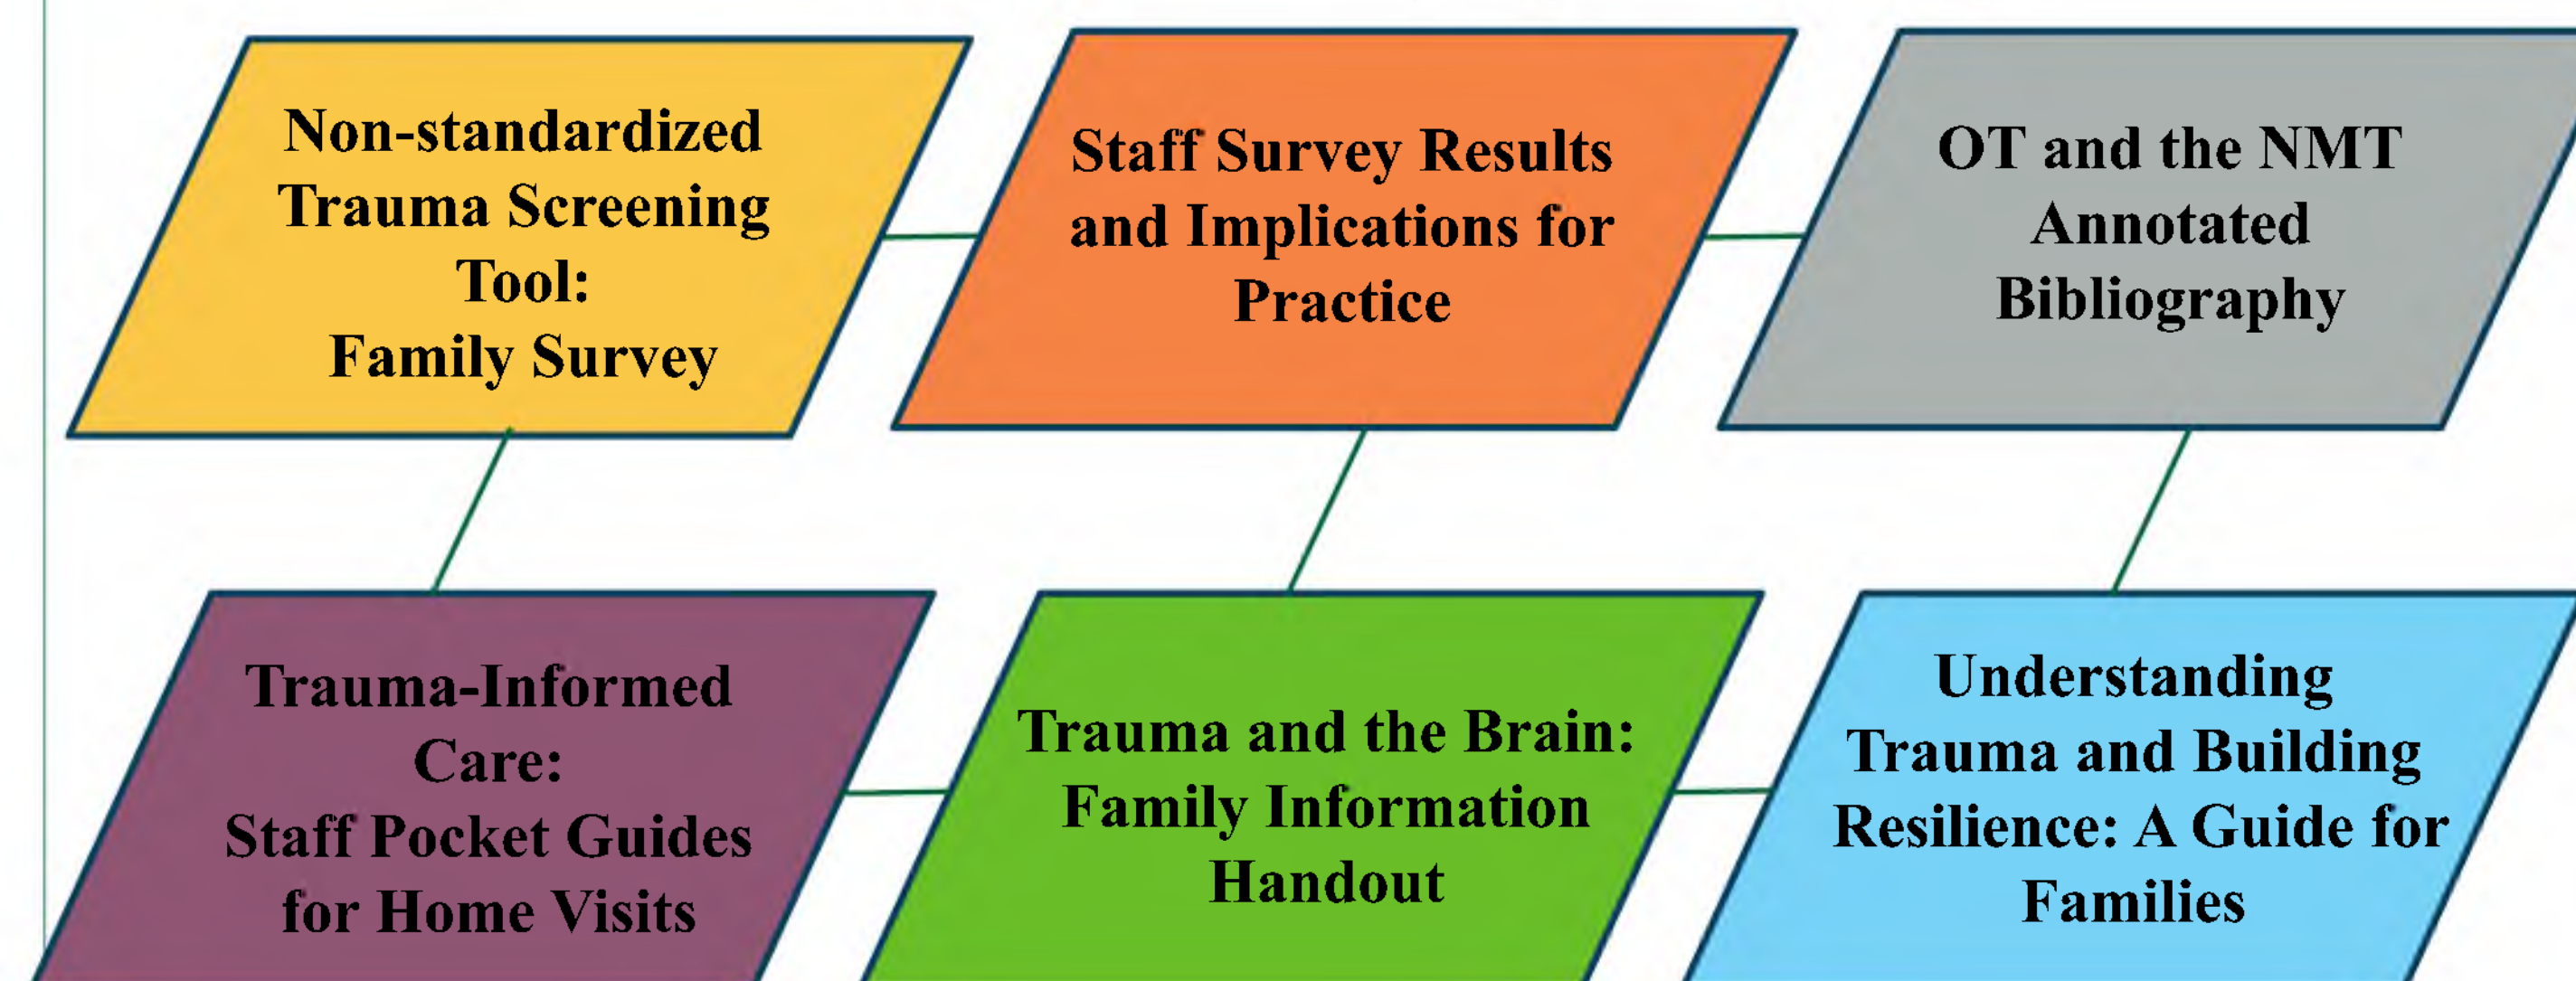 Non-standardized
Trauma Screening
Tool:
Family Survey
Staff Survey Results
and Implications for
Practice
OT and the NMT
Annotated
Bibliography
Trauma-Informed
Care:
Staff Pocket Guides
for Home Visits
Trauma and the Brain:
Family Information
Handout
Understanding
Trauma and Building
Resilience: A Guide for
Families